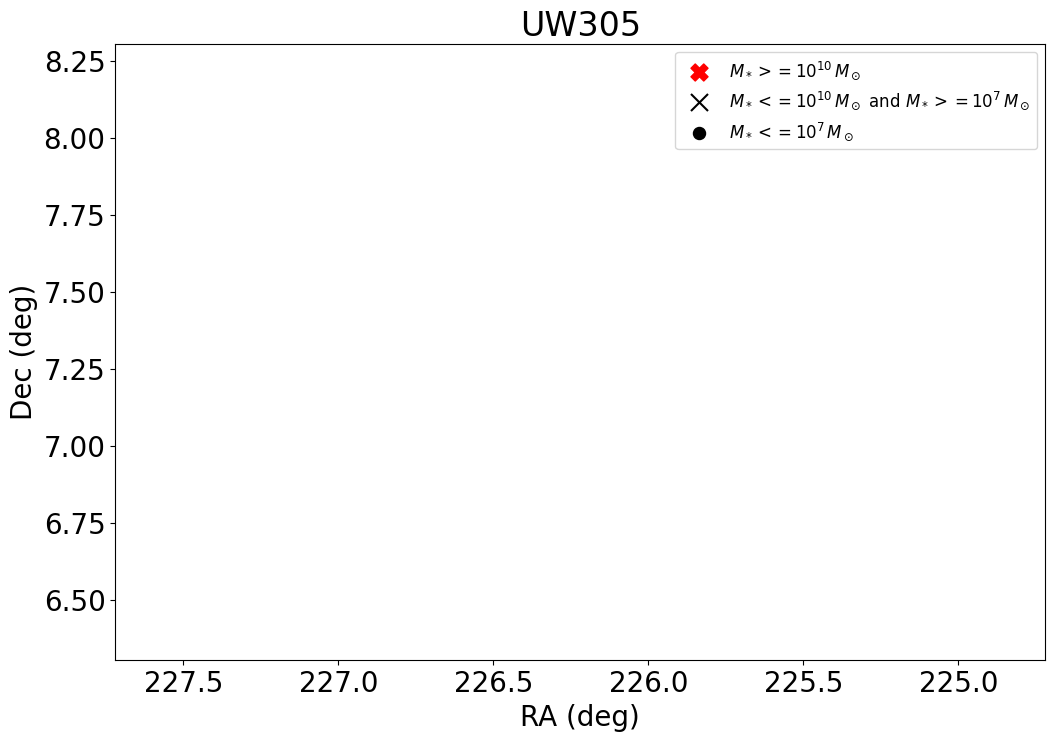 UW305
M* >= 10^10 M⊙
M* <= 10^10 M⊙ and M* >= 10^7 M⊙
M* <= 10^7 M⊙
8.25
8.00
7.75
7.50
7.25
7.00
6.75
6.50
Dec (deg)
227.5 227.0 226.5 226.0 225.5 225.0
RA (deg)